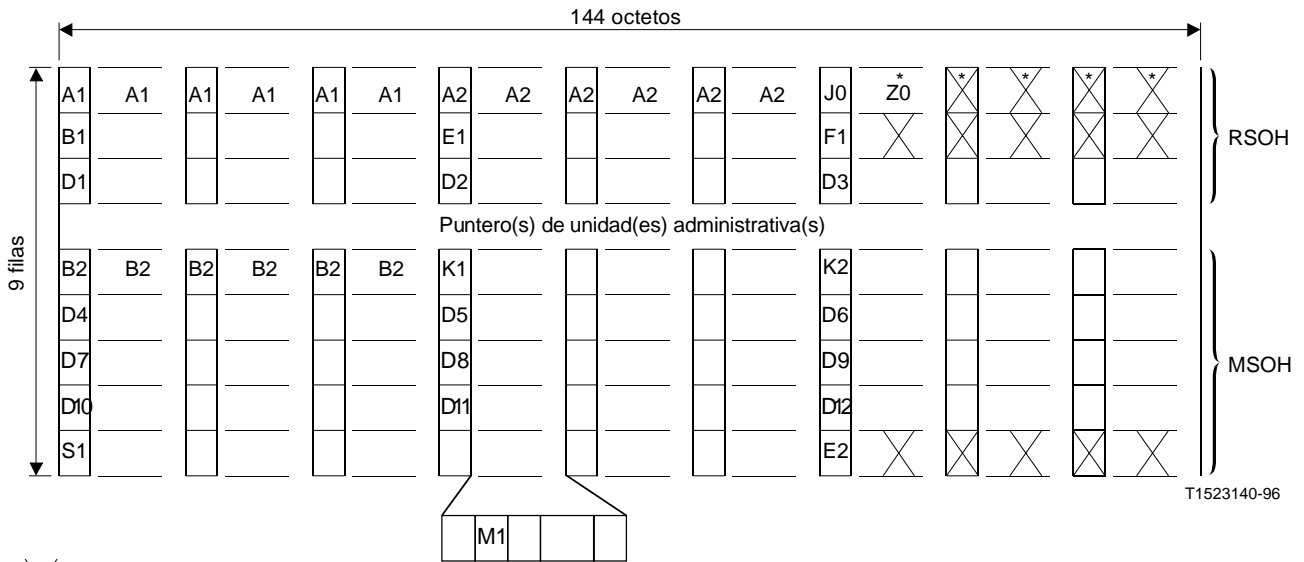 144 octetos
A1 A1 A1 A1 A1 A1 A2 A2 A2 A2 A2 A2 J0 Z0* * * * *
B1 E1 F1 RSOH
D1 D2 D3
Puntero(s) de unidad(es) administrativa(s)
9 filas
B2 B2 B2 B2 B2 B2 K1 K2
D4 D5 D6
D7 D8 D9 MSOH
D10 D11 D12
S1 E2
T1523140-96
M1